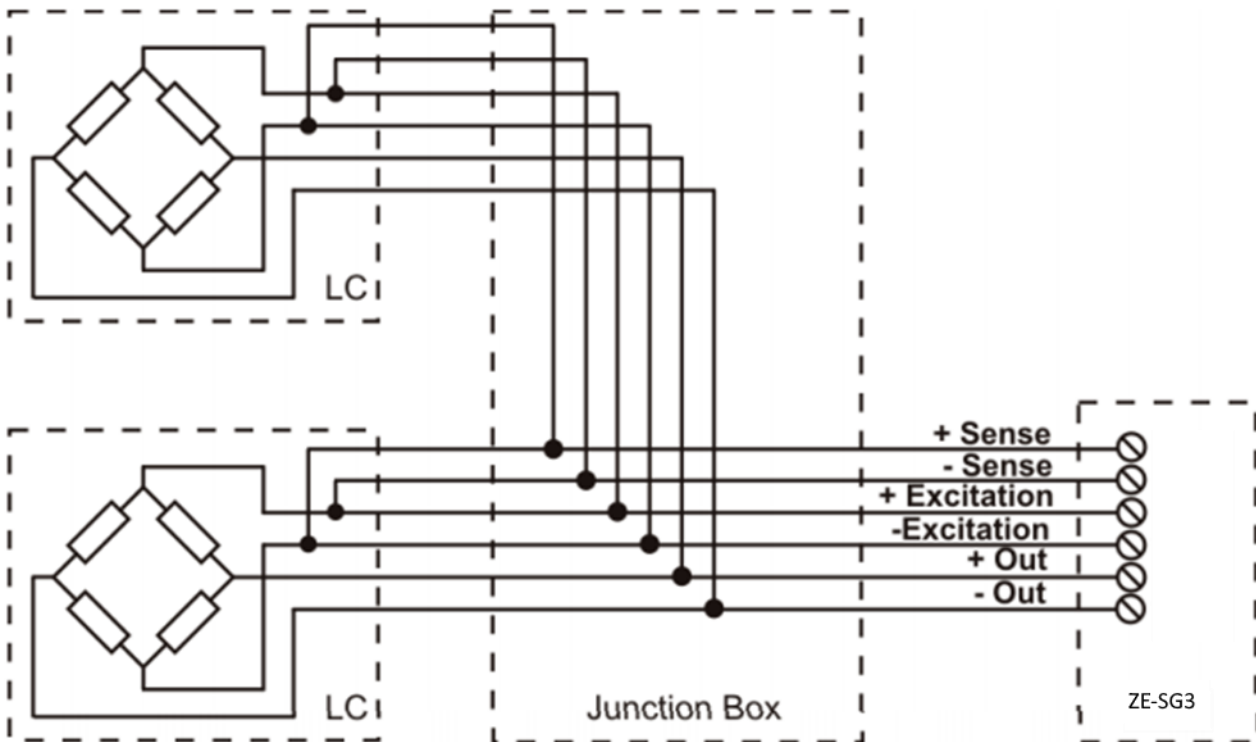 LC
+ Sense
- Sense
+ Excitation
-Excitation
+ Out
- Out
LC
Junction Box
ZE-SG3